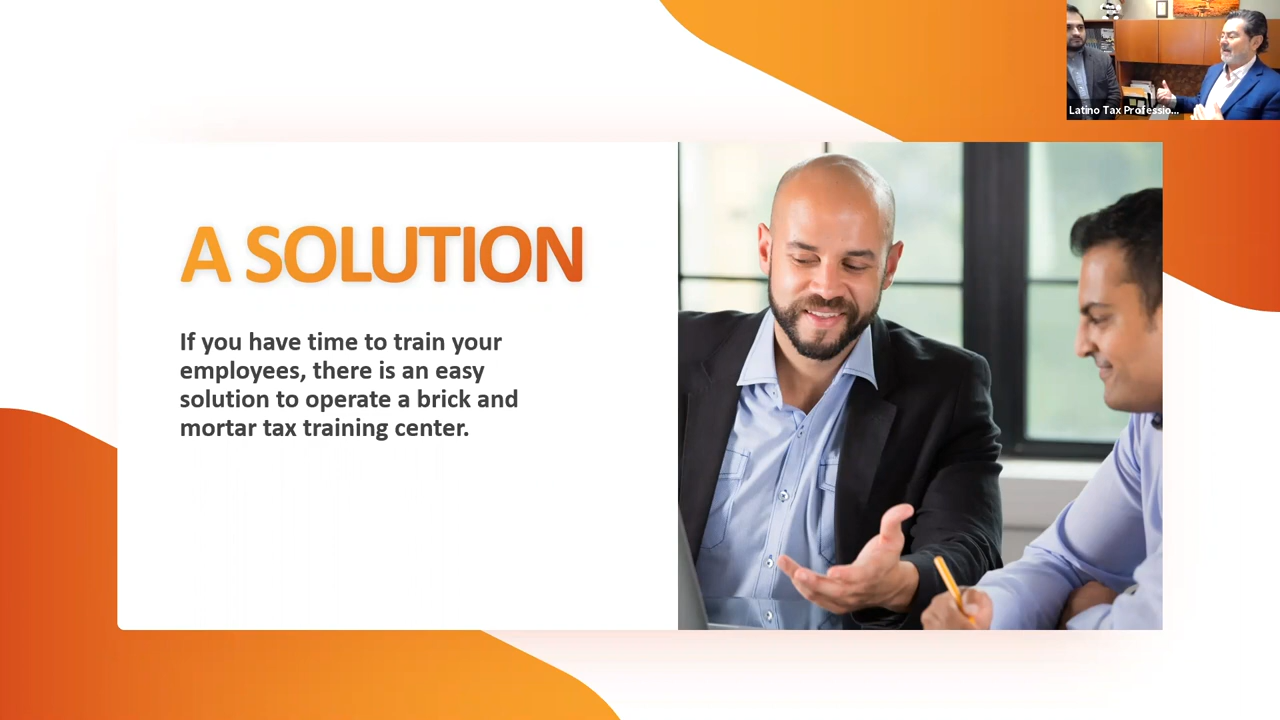 Latino Tax Professio...
A SOLUTION
If you have time to train your
employees, there is an easy
solution to operate a brick and
mortar tax training center.